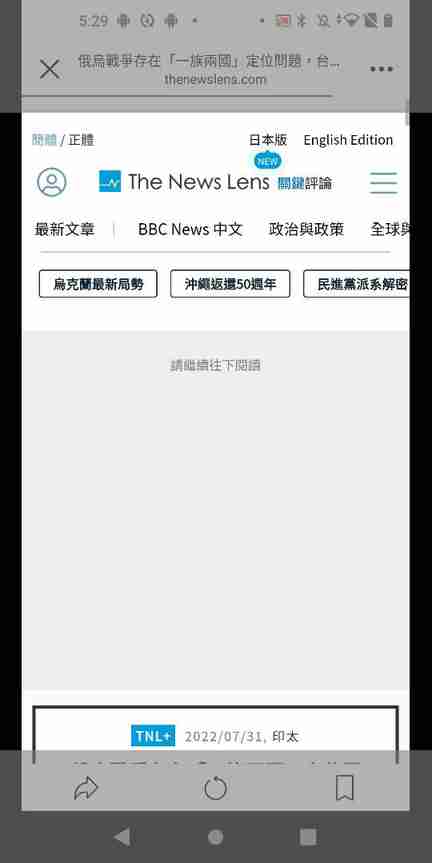 5:29
俄烏戰爭存在「一族兩國」定位問題，台...
thenewslens.com
簡體 / 正體
日本版 English Edition
NEW
The News Lens 關鍵評論
最新文章 | BBC News 中文 政治與政策 全球與
烏克蘭最新局勢 沖繩返還50週年 民進黨派系解密
請繼續往下閱讀
TNL+ 2022/07/31, 印太